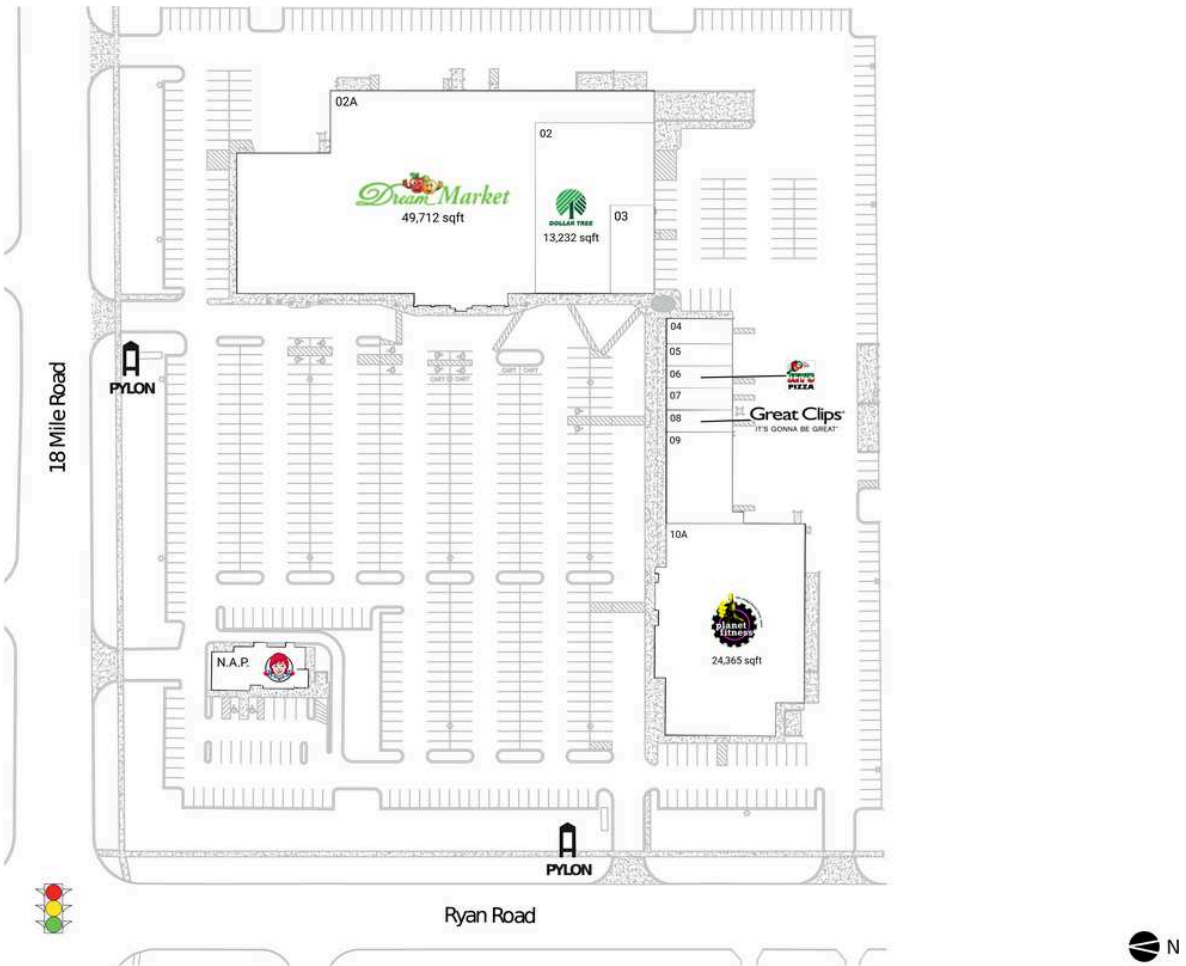 02A
02
Dream Market
49,712 sqft
DOLLAR TREE
13,232 sqft
03
04
05
06
07
08
09
PIZZA
Great Clips
IT'S GONNA BE GREAT
18 Mile Road
PYLON
CART
CART
CART
CART
10A
planet
fitness
24,365 sqft
N.A.P.
PYLON
Ryan Road
N